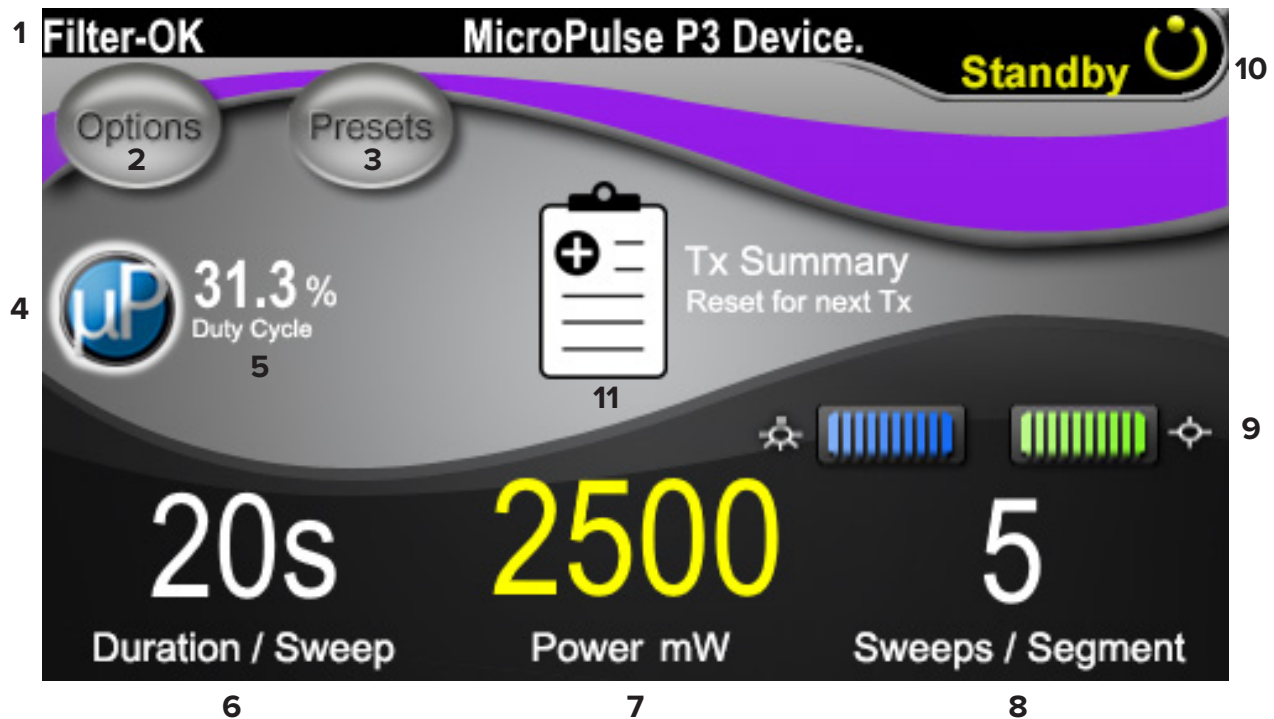 1 Filter-OK MicroPulse P3 Device.
Standby 10
Options Presets
2 3
4 µP 31.3 %
Duty Cycle
5
Tx Summary
Reset for next Tx
11
9
20s 2500 5
Duration / Sweep Power mW Sweeps / Segment
6 7 8